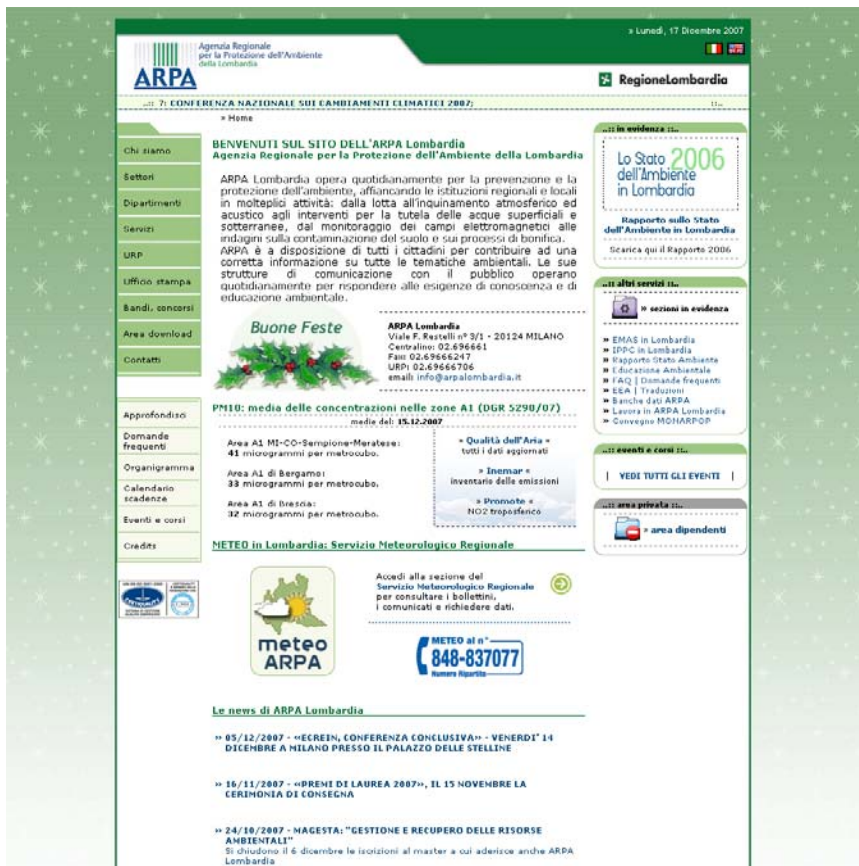 » Lunedì, 17 Dicembre 2007
Agenzia Regionale
per la Protezione dell'Ambiente
della Lombardia
ARPA
RegioneLombardia
..:: 7: CONFERENZA NAZIONALE SUI CAMBIAMENTI CLIMATICI 2007;
::..
» Home
Chi siamo
Settori
Dipartimenti
Servizi
URP
Ufficio stampa
Bandi, concorsi
Area download
Contatti
Approfondisci
Domande
frequenti
Organigramma
Calendario
scadenze
Eventi e corsi
Credits
BENVENUTI SUL SITO DELL'ARPA Lombardia
Agenzia Regionale per la Protezione dell'Ambiente della Lombardia
ARPA Lombardia opera quotidianamente per la prevenzione e la
protezione dell'ambiente, affiancando le istituzioni regionali e locali
in molteplici attività: dalla lotta all'inquinamento atmosferico ed
acustico agli interventi per la tutela delle acque superficiali e
sotterranee, dal monitoraggio dei campi elettromagnetici alle
indagini sulla contaminazione del suolo e sui processi di bonifica.
ARPA è a disposizione di tutti i cittadini per contribuire ad una
corretta informazione su tutte le tematiche ambientali. Le sue
strutture di comunicazione con il pubblico operano
quotidianamente per rispondere alle esigenze di conoscenza e di
educazione ambientale.
Buone Feste
ARPA Lombardia
Viale F. Restelli nº 3/1 - 20124 MILANO
Centralino: 02.696661
Fax: 02.69666247
URP: 02.69666706
email: info@arpalombardia.it
PM10: media delle concentrazioni nelle zone A1 (DGR 5290/07)
medie del: 15.12.2007
Area A1 MI-CO-Sempione-Meratese:
41 microgrammi per metrocubo.
Area A1 di Bergamo:
33 microgrammi per metrocubo.
Area A1 di Brescia:
32 microgrammi per metrocubo.
» Qualità dell'Aria «
tutti i dati aggiornati
» Inemar «
inventario delle emissioni
» Promote «
NO2 troposferico
METEO in Lombardia: Servizio Meteorologico Regionale
meteo
ARPA
Accedi alla sezione del
Servizio Meteorologico Regionale
per consultare i bollettini,
i comunicati e richiedere dati.
METEO al n°
848-837077
Numero Ripartito
Le news di ARPA Lombardia
» 05/12/2007 - «ECREIN, CONFERENZA CONCLUSIVA» - VENERDI' 14
DICEMBRE A MILANO PRESSO IL PALAZZO DELLE STELLINE
» 16/11/2007 - «PREMI DI LAUREA 2007», IL 15 NOVEMBRE LA
CERIMONIA DI CONSEGNA
» 24/10/2007 - MAGESTA: "GESTIONE E RECUPERO DELLE RISORSE
AMBIENTALI"
Si chiudono il 6 dicembre le iscrizioni al master a cui aderisce anche ARPA
Lombardia
..:: in evidenza ::..
Lo Stato 2006
dell'Ambiente
in Lombardia
Rapporto sullo Stato
dell'Ambiente in Lombardia
Scarica qui il Rapporto 2006
..:: altri servizi ::..
» sezioni in evidenza
» EMAS in Lombardia
» IPPC in Lombardia
» Rapporto Stato Ambiente
» Educazione Ambientale
» FAQ | Domande frequenti
» EEA | Traduzioni
» Banche dati ARPA
» Lavora in ARPA Lombardia
» Convegno MONARPOP
..:: eventi e corsi ::..
| VEDI TUTTI GLI EVENTI |
..:: area privata ::..
» area dipendenti